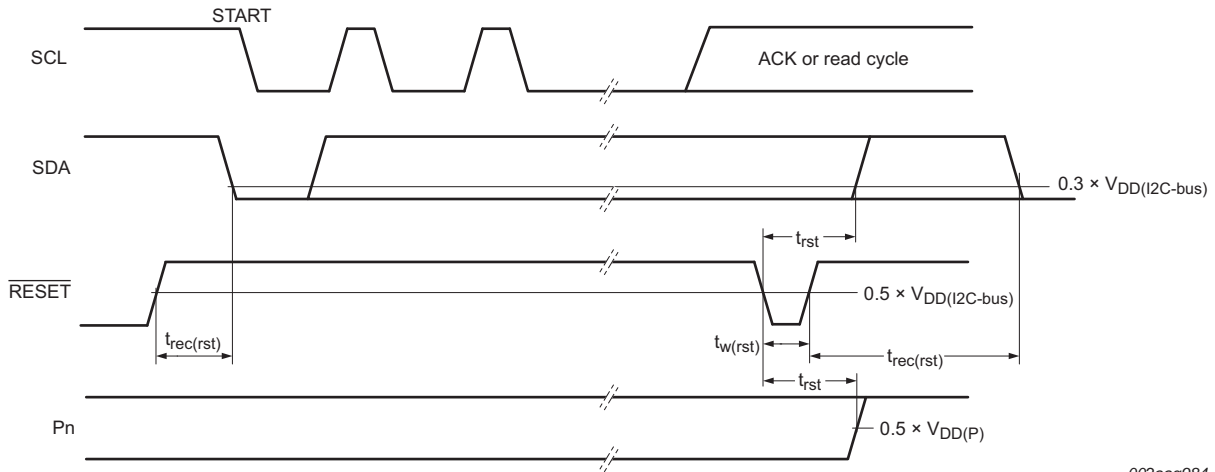 START
SCL
ACK or read cycle
SDA
0.3 × VDD(I2C-bus)
trst
RESET
0.5 × VDD(I2C-bus)
trec(rst)
tw(rst)
trec(rst)
trst
Pn
0.5 × VDD(P)